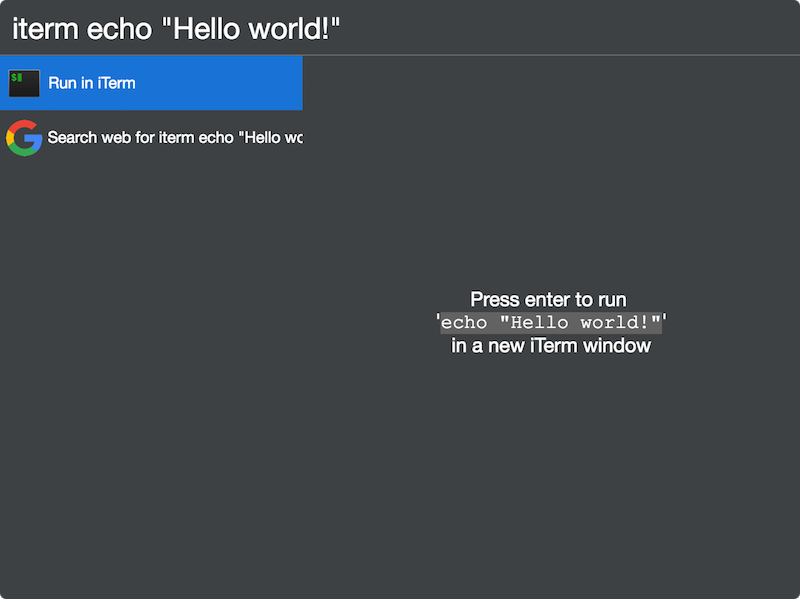 iterm echo "Hello world!"
$
Run in iTerm
Search web for iterm echo "Hello wo
Press enter to run
'echo "Hello world!"'
in a new iTerm window